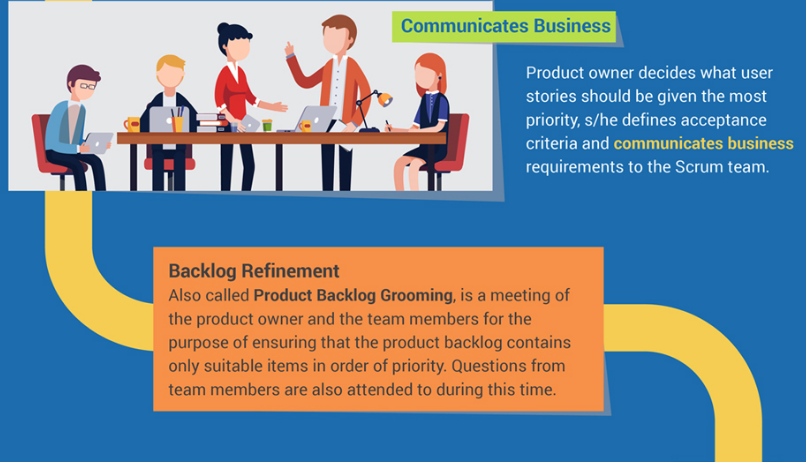 Communicates Business
Product owner decides what user
stories should be given the most
priority, s/he defines acceptance
criteria and communicates business
requirements to the Scrum team.
Backlog Refinement
Also called Product Backlog Grooming, is a meeting of
the product owner and the team members for the
purpose of ensuring that the product backlog contains
only suitable items in order of priority. Questions from
team members are also attended to during this time.